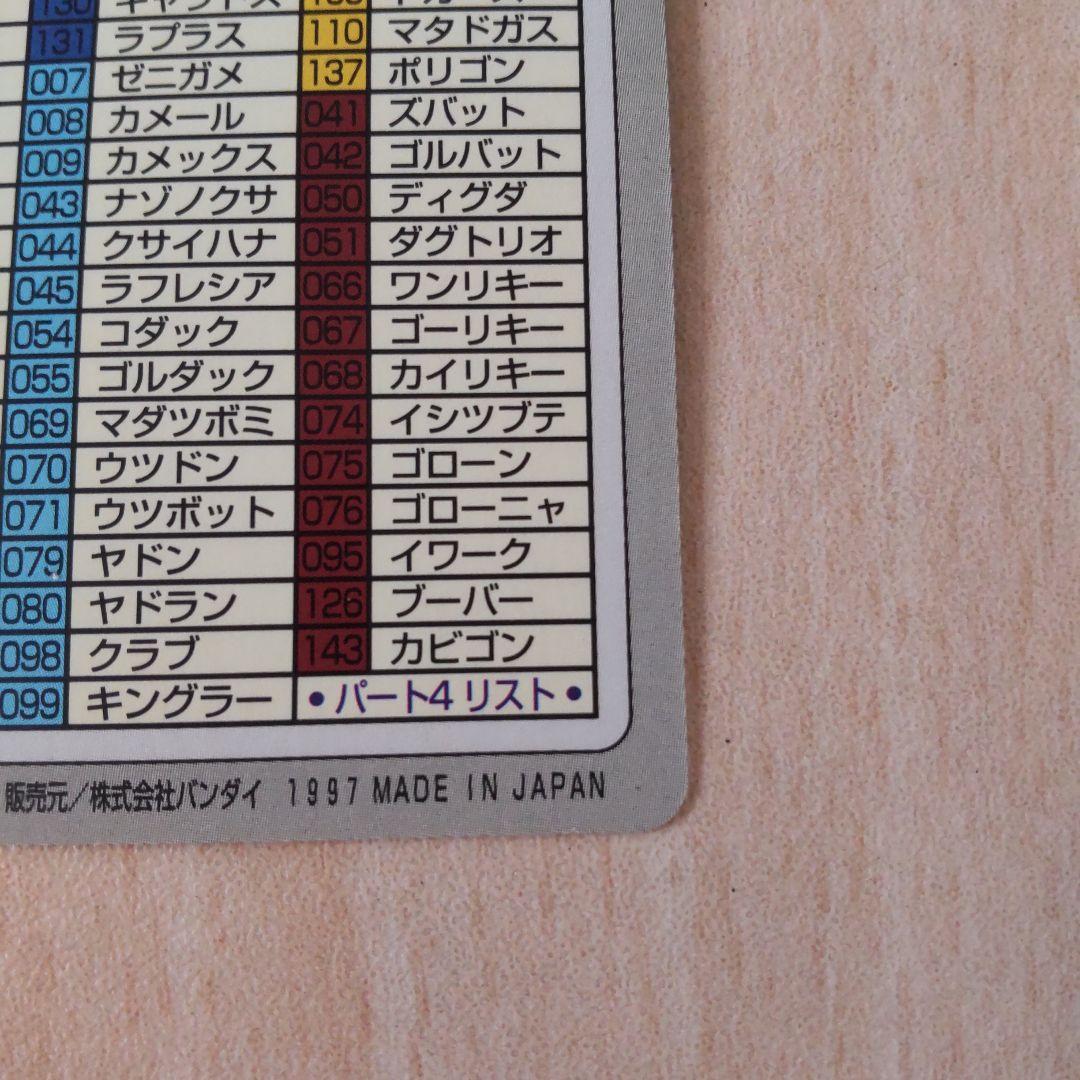 130 ギャラドス
131 ラプラス 110 マタドガス
007 ゼニガメ 137 ポリゴン
008 カメール 041 ズバット
009 カメックス 042 ゴルバット
043 ナゾノクサ 050 ディグダ
044 クサイハナ 051 ダグトリオ
045 ラフレシア 066 ワンリキー
054 コダック 067 ゴーリキー
055 ゴルダック 068 カイリキー
069 マダツボミ 074 イシツブテ
070 ウツドン 075 ゴローン
071 ウツボット 076 ゴローニャ
079 ヤドン 095 イワーク
080 ヤドラン 126 ブーバー
098 クラブ 143 カビゴン
099 キングラー •パート4 リスト•
販売元/株式会社バンダイ 1997 MADE IN JAPAN